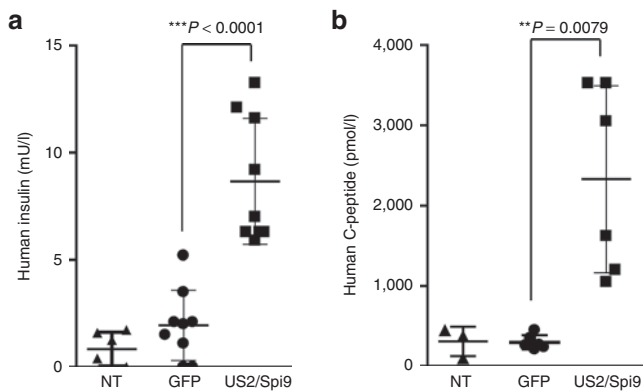 a
***P < 0.0001
15
10
5
0
Human insulin (mU/l)
NT GFP US2/Spi9
b
**P = 0.0079
4,000
3,000
2,000
1,000
0
Human C-peptide (pmol/l)
NT GFP US2/Spi9